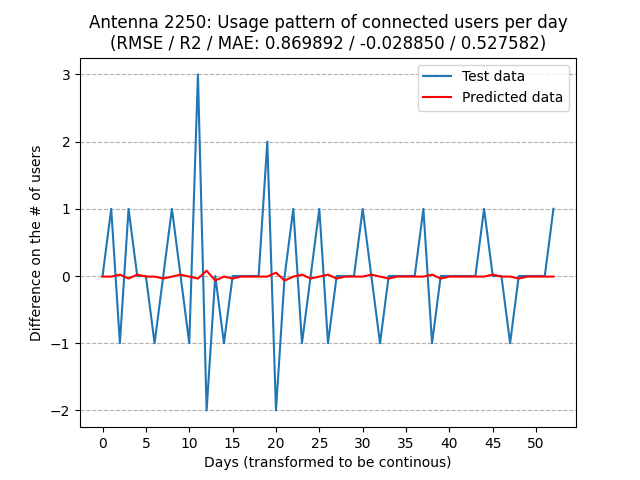 Antenna 2250: Usage pattern of connected users per day
(RMSE / R2 / MAE: 0.869892 / -0.028850 / 0.527582)
Test data
Predicted data
Difference on the # of users
3
2
1
0
−1
−2
0 5 10 15 20 25 30 35 40 45 50
Days (transformed to be continous)